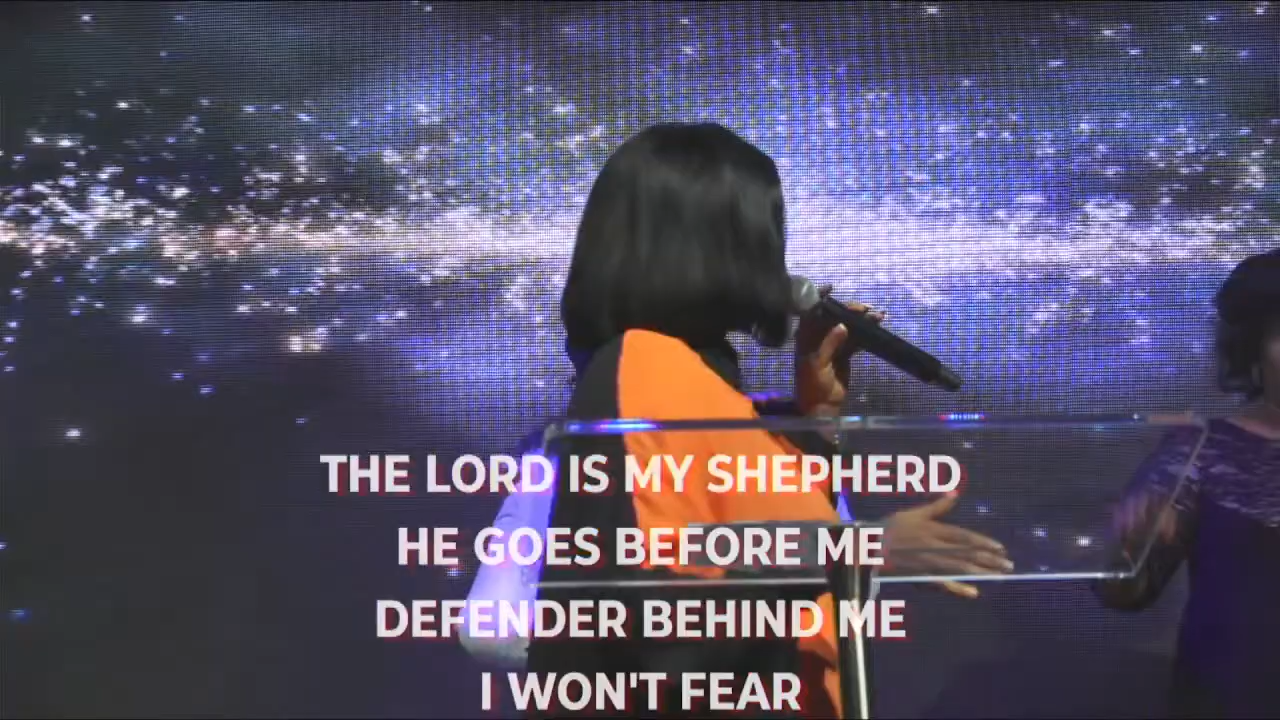 THE LORD IS MY SHEPHERD
HE GOES BEFORE ME
DEFENDER BEHIND ME
I WON'T FEAR